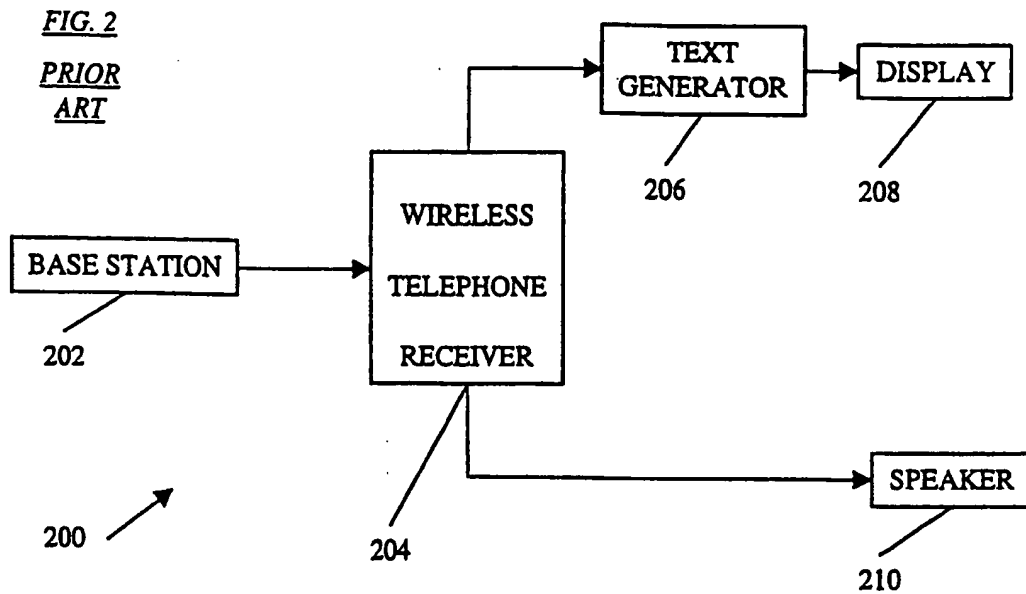 FIG. 2
PRIOR
ART
TEXT
GENERATOR
DISPLAY
206
208
WIRELESS
TELEPHONE
RECEIVER
BASE STATION
202
SPEAKER
200
204
210